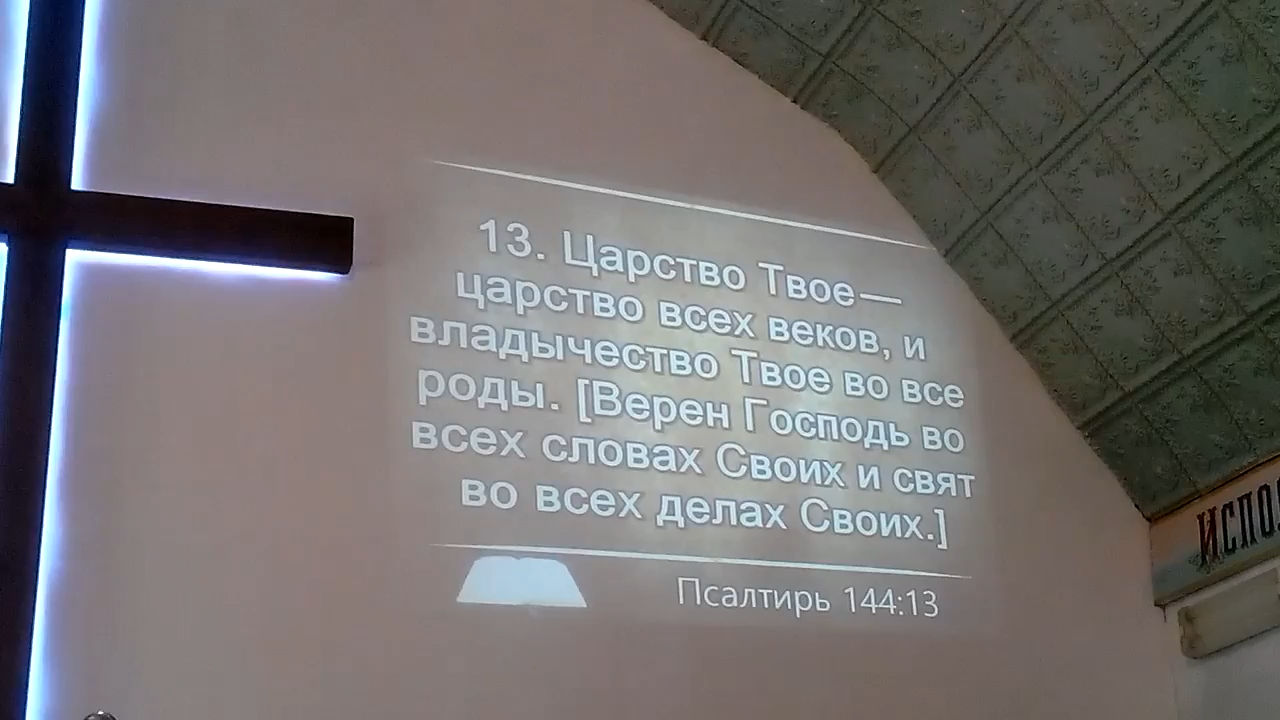 13. Царство Твое—
царство всех веков, и
владычество Твое во все
роды. [Верен Господь во
всех словах Своих и свят
во всех делах Своих.]
Псалтирь 144:13
ИСПО